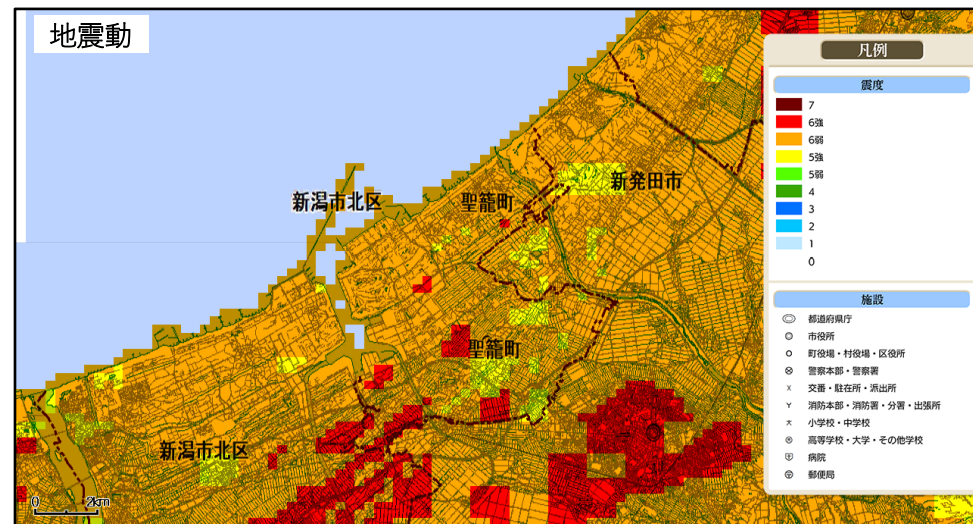 地震動
凡例
震度
7
6強
6弱
5強
5弱
4
3
2
1
0
新発田市
新潟市北区
聖籠町
聖籠町
新潟市北区
施設
都道府県庁
市役所
町役場・村役場・区役所
警察本部・警察署
交番・駐在所・派出所
消防本部・消防署・分署・出張所
小学校・中学校
高等学校・大学・その他学校
病院
郵便局
0 2km